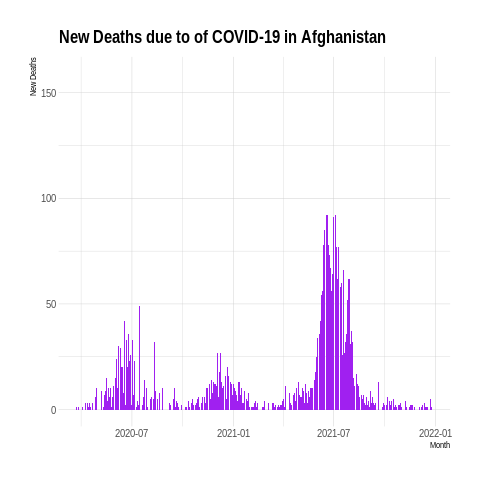 New Deaths due to of COVID-19 in Afghanistan
New Deaths
150
100
50
0
2020-07
2021-01
2021-07
2022-01
Month